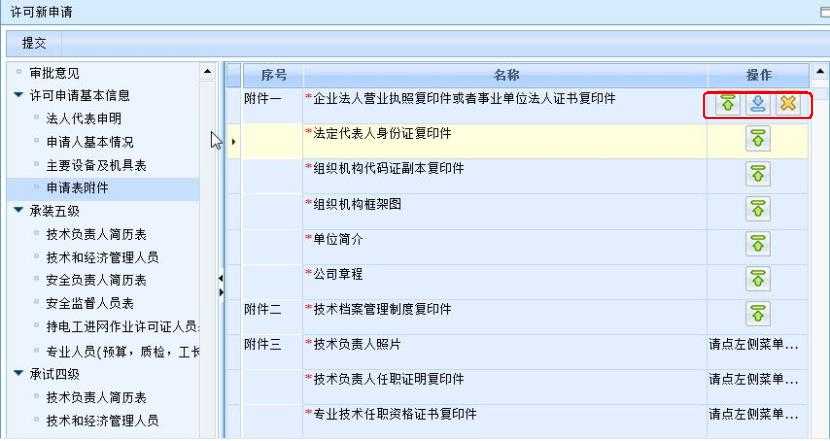 许可新申请
提交
审批意见
许可申请基本信息
法人代表申明
申请人基本情况
主要设备及机具表
申请表附件
承装五级
技术负责人简历表
技术和经济管理人员
安全负责人简历表
安全监督人员表
持电工进网作业许可证人员
专业人员(预算，质检，工长
承试四级
技术负责人简历表
技术和经济管理人员
序号 名称 操作
附件一 *企业法人营业执照复印件或者事业单位法人证书复印件
*法定代表人身份证复印件
*组织机构代码证副本复印件
*组织机构框架图
*单位简介
*公司章程
附件二 *技术档案管理制度复印件
附件三 *技术负责人照片 请点左侧菜单...
*技术负责人任职证明复印件 请点左侧菜单...
*专业技术任职资格证书复印件 请点左侧菜单...